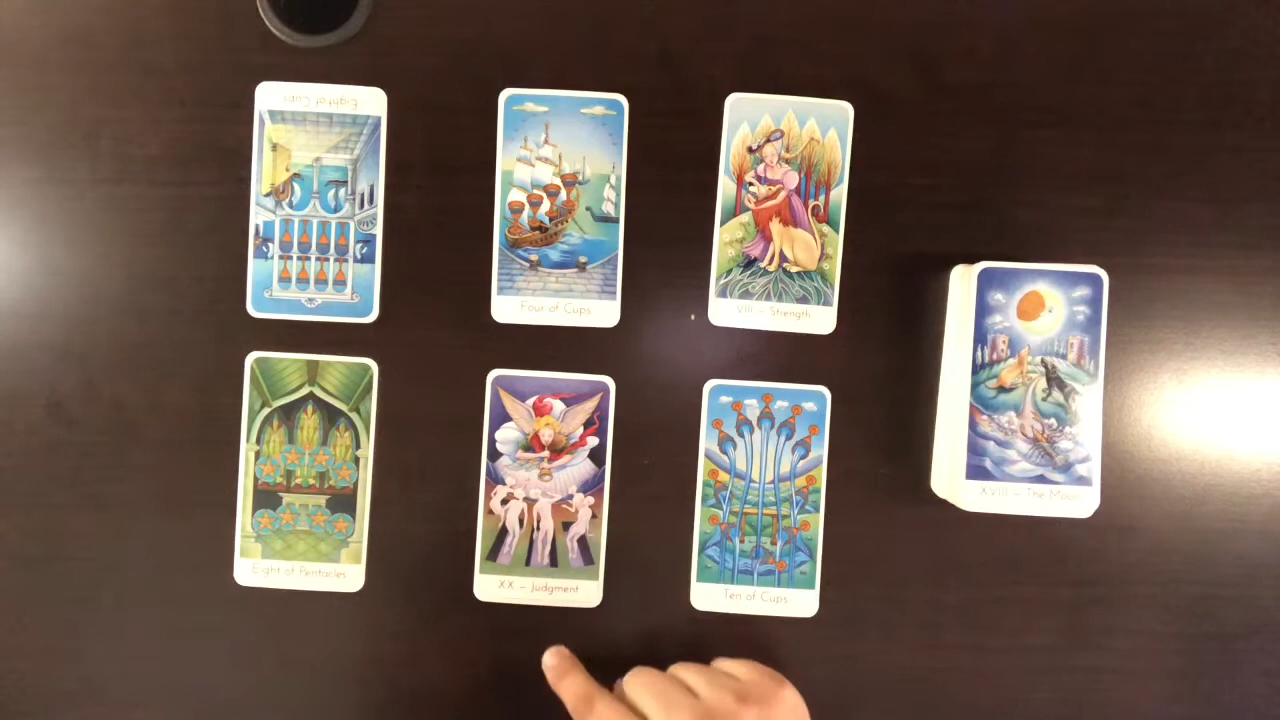 Eight of Cups
Four of Cups
VIII – Strength
XVIII – The Moon
Eight of Pentacles
XX – Judgment
Ten of Cups